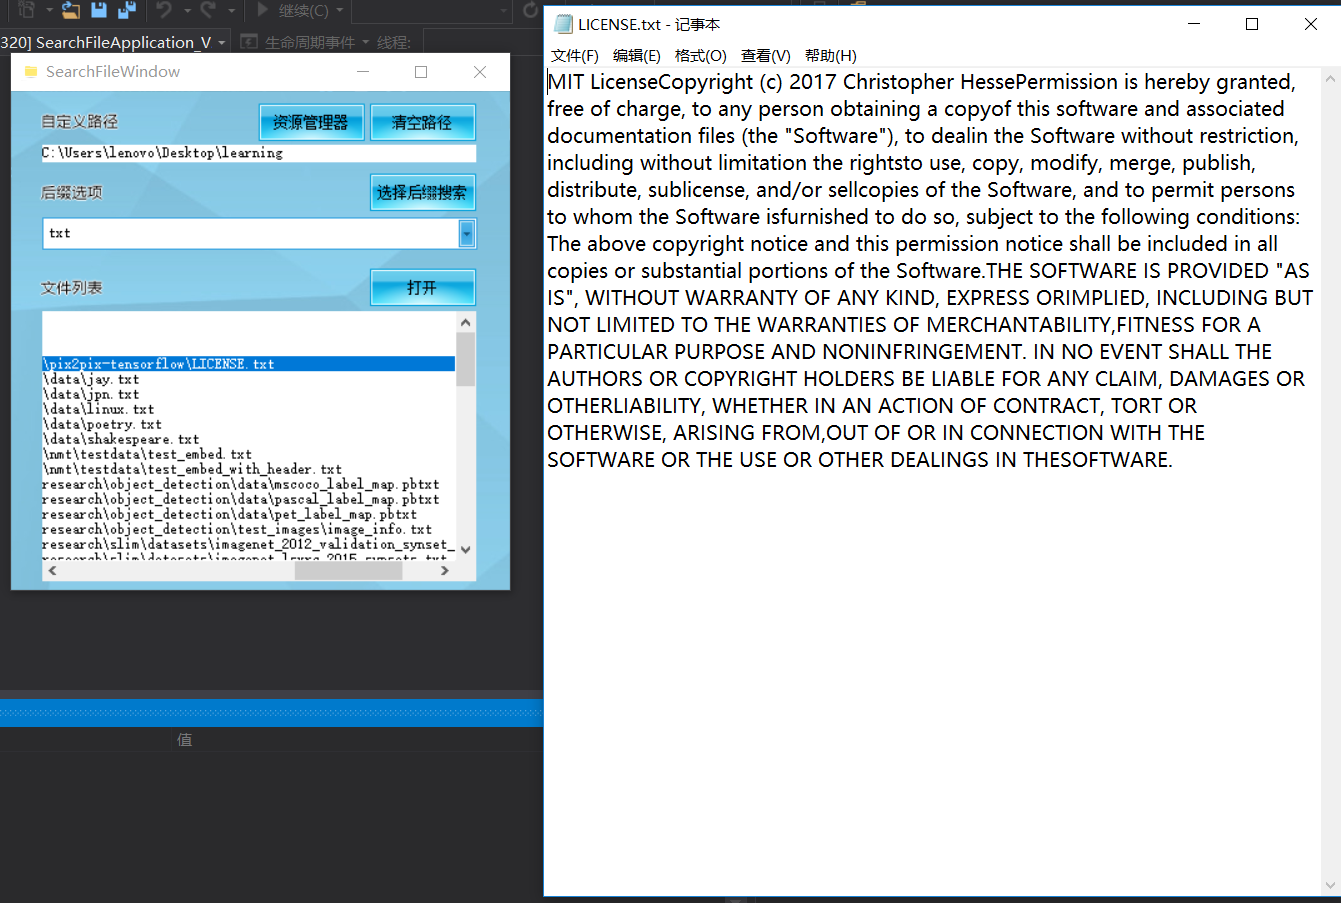 继续(C)
320] SearchFileApplication_V
生命周期事件
线程:
SearchFileWindow
自定义路径
资源管理器
清空路径
C:\Users\lenovo\Desktop\learning
后缀选项
选择后缀搜索
txt
文件列表
打开
\pix2pix-tensorflow\LICENSE.txt
\data\jay.txt
\data\jpn.txt
\data\linux.txt
\data\poetry.txt
\data\shakespeare.txt
\nmt\testdata\test_embed.txt
\nmt\testdata\test_embed_with_header.txt
research\object_detection\data\mscoco_label_map.pbtxt
research\object_detection\data\pascal_label_map.pbtxt
research\object_detection\data\pet_label_map.pbtxt
research\object_detection\test_images\image_info.txt
research\slim\datasets\imagenet_2012_validation_synset_
research\slim\datasets\imagenet_lsvrc_2015_synsets.txt
值
LICENSE.txt - 记事本
文件(F) 编辑(E) 格式(O) 查看(V) 帮助(H)
MIT LicenseCopyright (c) 2017 Christopher HessePermission is hereby granted,
free of charge, to any person obtaining a copyof this software and associated
documentation files (the "Software"), to dealin the Software without restriction,
including without limitation the rightsto use, copy, modify, merge, publish,
distribute, sublicense, and/or sellcopies of the Software, and to permit persons
to whom the Software isfurnished to do so, subject to the following conditions:
The above copyright notice and this permission notice shall be included in all
copies or substantial portions of the Software.THE SOFTWARE IS PROVIDED "AS
IS", WITHOUT WARRANTY OF ANY KIND, EXPRESS ORIMPLIED, INCLUDING BUT
NOT LIMITED TO THE WARRANTIES OF MERCHANTABILITY,FITNESS FOR A
PARTICULAR PURPOSE AND NONINFRINGEMENT. IN NO EVENT SHALL THE
AUTHORS OR COPYRIGHT HOLDERS BE LIABLE FOR ANY CLAIM, DAMAGES OR
OTHERLIABILITY, WHETHER IN AN ACTION OF CONTRACT, TORT OR
OTHERWISE, ARISING FROM,OUT OF OR IN CONNECTION WITH THE
SOFTWARE OR THE USE OR OTHER DEALINGS IN THESOFTWARE.